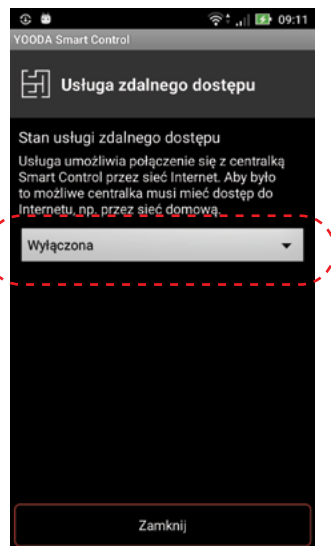 09:11
YOODA Smart Control
Usługa zdalnego dostępu
Stan usługi zdalnego dostępu
Usługa umożliwia połączenie się z centralką
Smart Control przez sieć Internet. Aby było
to możliwe centralka musi mieć dostęp do
Internetu, np. przez sieć domową.
Wyłączona
Zamknij